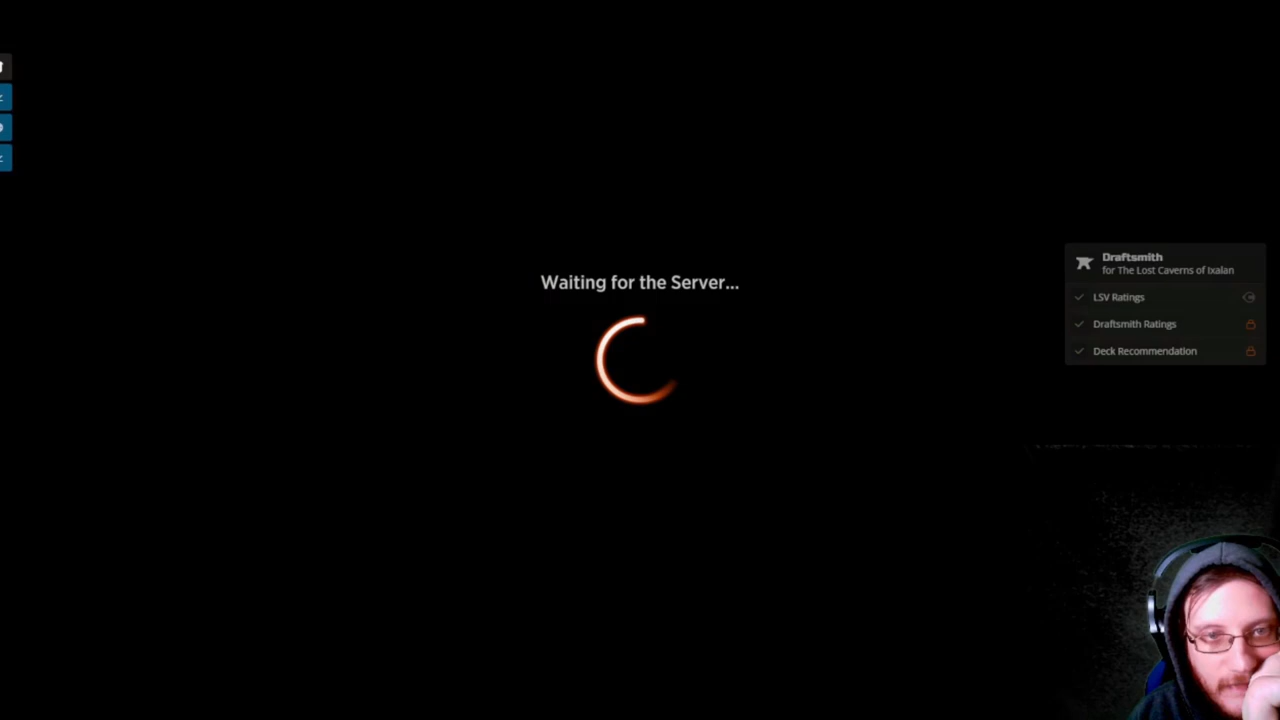 Waiting for the Server...
Draftsmith
for The Lost Caverns of Ixalan
LSV Ratings
Draftsmith Ratings
Deck Recommendation